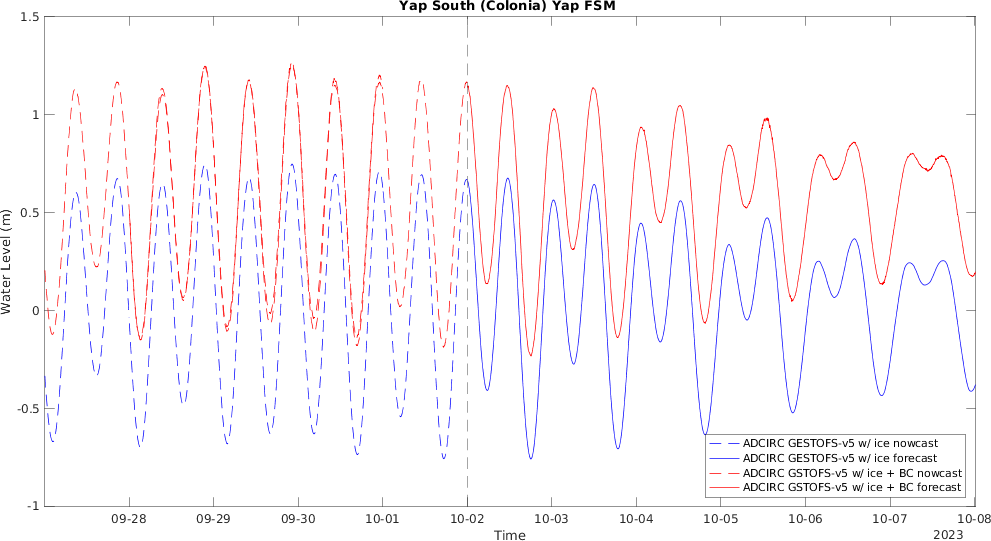 Yap South (Colonia) Yap FSM
1.5
1
0.5
0
-0.5
-1
Water Level (m)
09-28
09-29
09-30
10-01
10-02
10-03
10-04
10-05
10-06
10-07
10-08
Time
2023
ADCIRC GESTOFS-v5 w/ ice nowcast
ADCIRC GESTOFS-v5 w/ ice forecast
ADCIRC GSTOFS-v5 w/ ice + BC nowcast
ADCIRC GSTOFS-v5 w/ ice + BC forecast